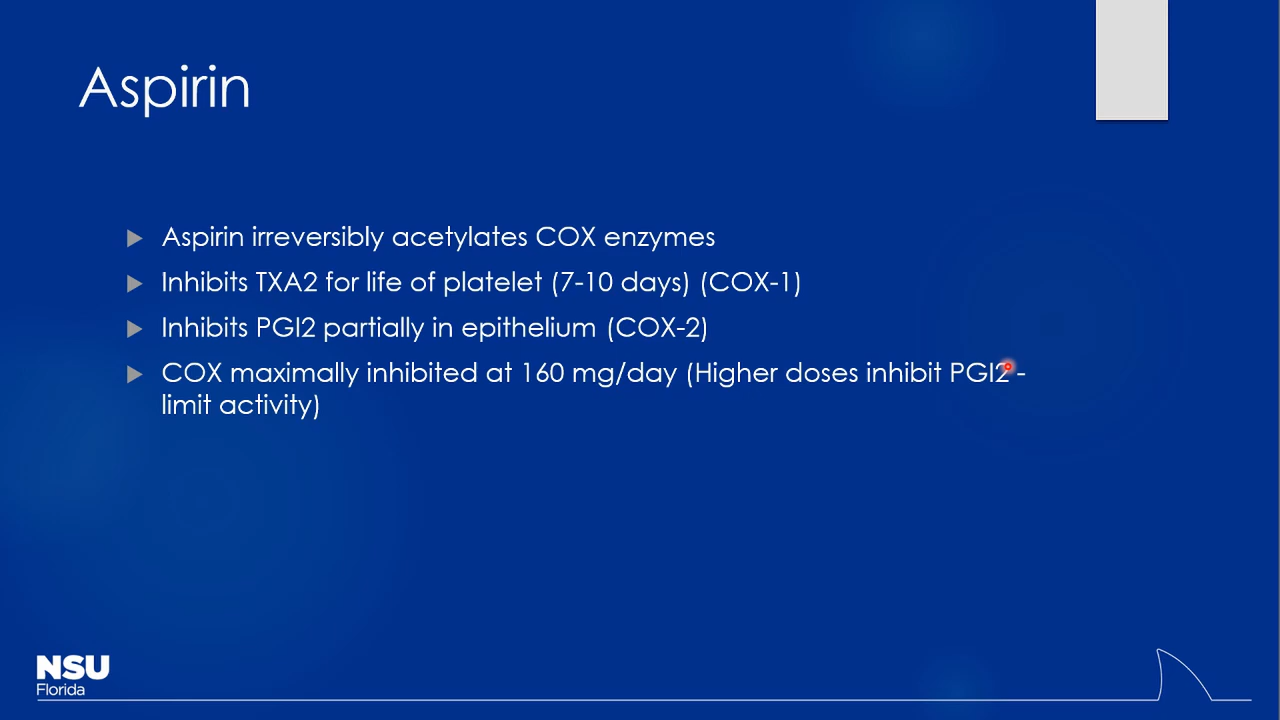 Aspirin
Aspirin irreversibly acetylates COX enzymes
Inhibits TXA2 for life of platelet (7-10 days) (COX-1)
Inhibits PGI2 partially in epithelium (COX-2)
COX maximally inhibited at 160 mg/day (Higher doses inhibit PGI2 -
limit activity)
NSU
Florida